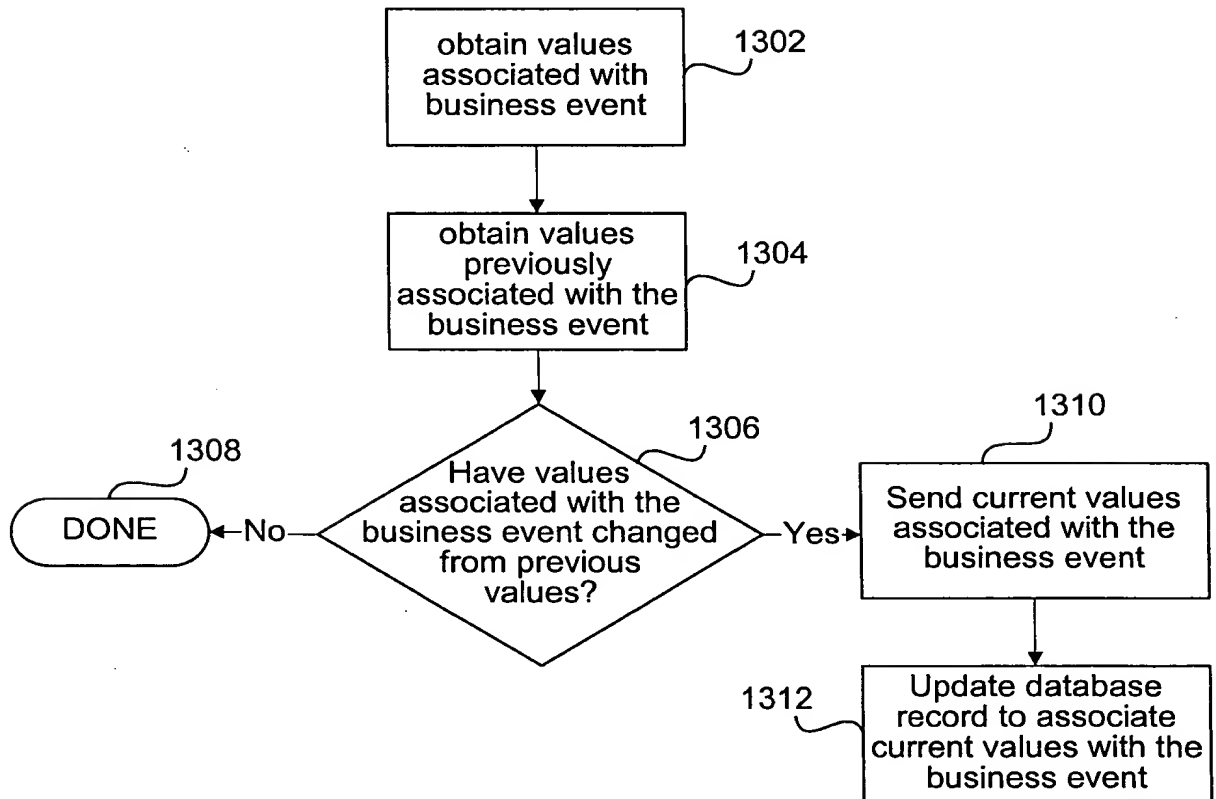 obtain values
associated with
business event
1302
obtain values
previously
associated with the
business event
1304
Have values
associated with the
business event changed
from previous
values?
1306
No
DONE
1308
Yes
Send current values
associated with the
business event
1310
Update database
record to associate
current values with the
business event
1312